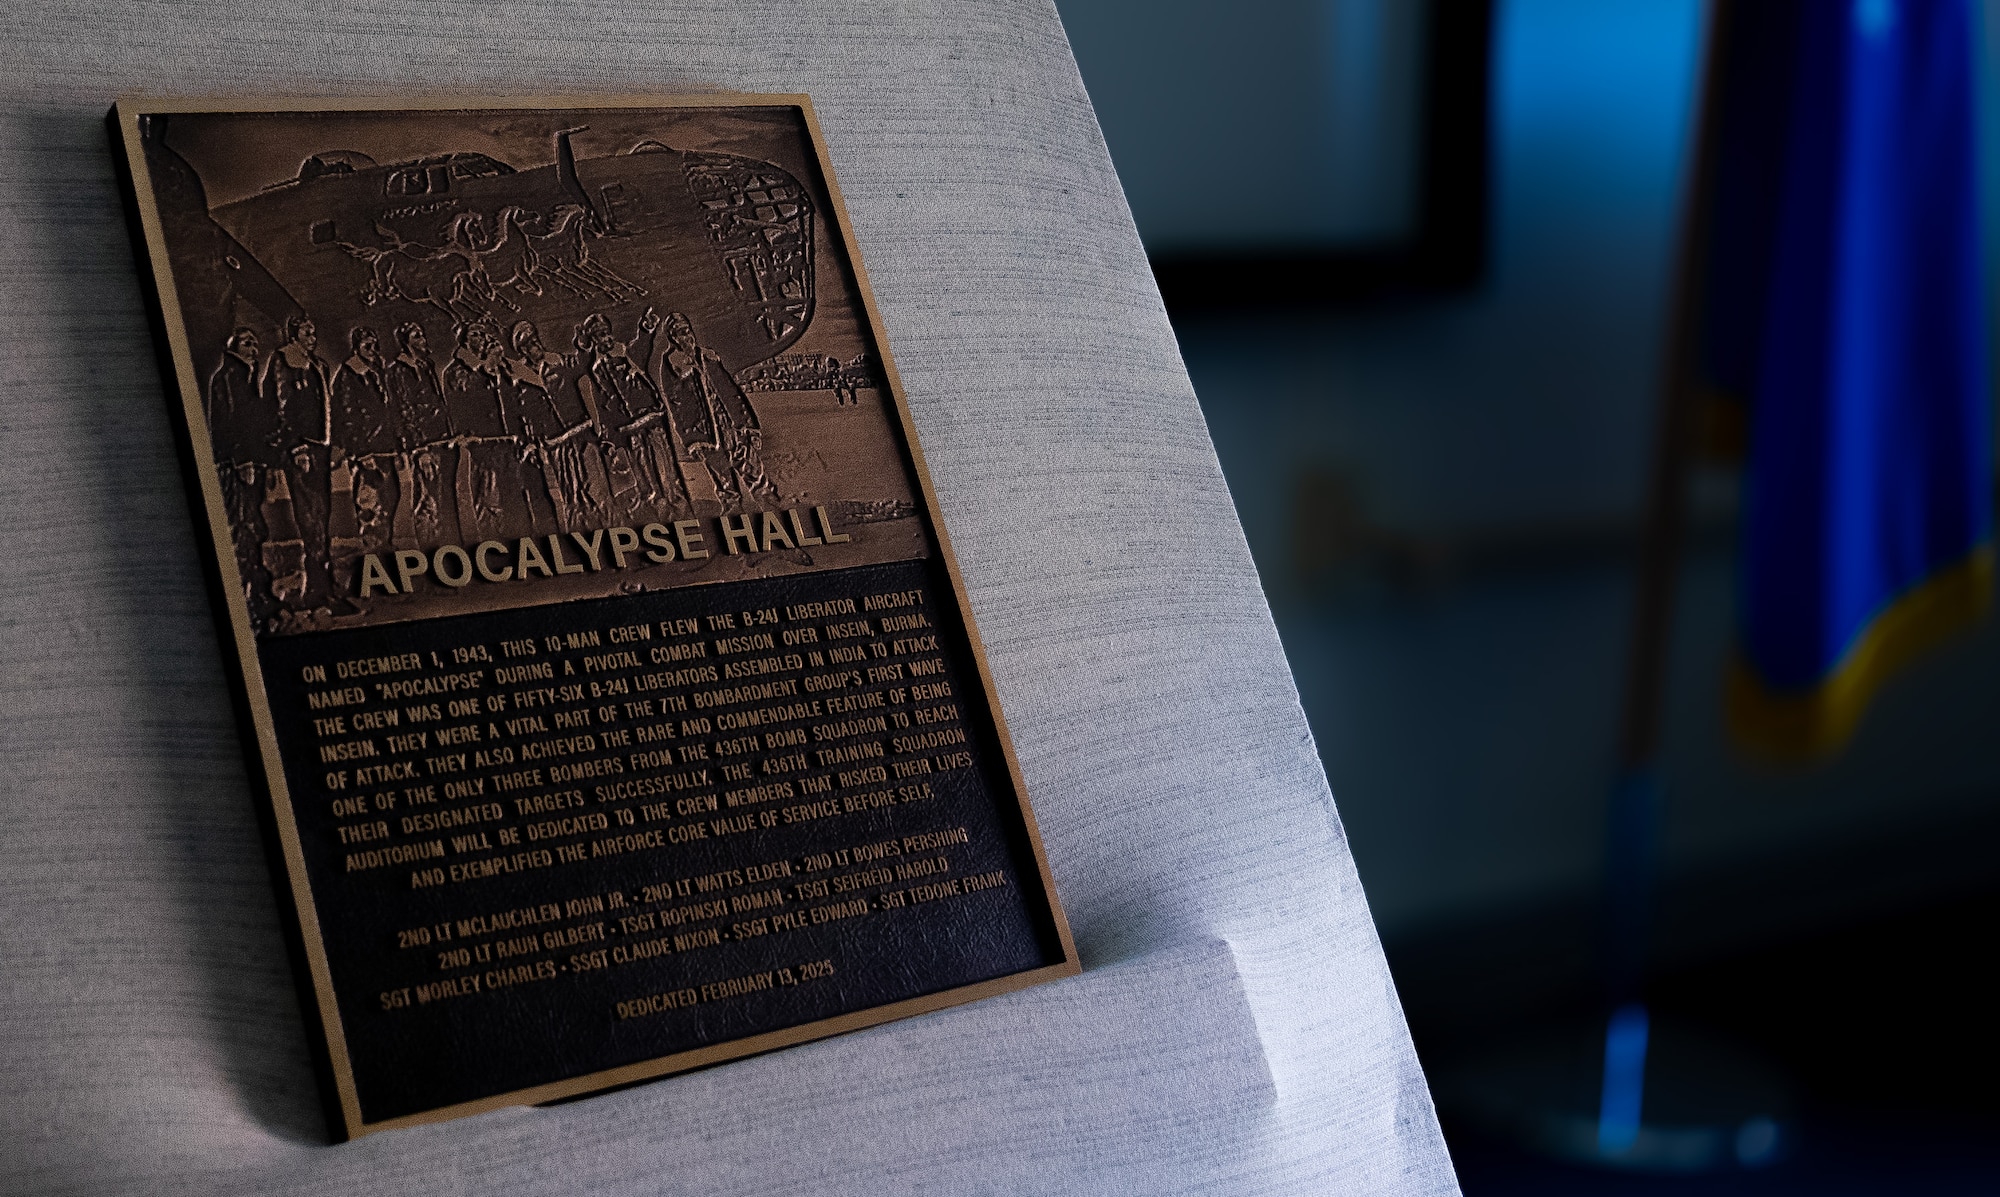 APOCALYPSE HALL
ON DECEMBER 1, 1943, THIS 10-MAN CREW FLEW THE B-24J LIBERATOR AIRCRAFT
NAMED "APOCALYPSE" DURING A PIVOTAL COMBAT MISSION OVER INSEIN, BURMA.
THE CREW WAS ONE OF FIFTY-SIX B-24J LIBERATORS ASSEMBLED IN INDIA TO ATTACK
INSEIN. THEY WERE A VITAL PART OF THE 7TH BOMBARDMENT GROUP'S FIRST WAVE
OF ATTACK. THEY ALSO ACHIEVED THE RARE AND COMMENDABLE FEATURE OF BEING
ONE OF THE ONLY THREE BOMBERS FROM THE 436TH BOMB SQUADRON TO REACH
THEIR DESIGNATED TARGETS SUCCESSFULLY. THE 436TH TRAINING SQUADRON
AUDITORIUM WILL BE DEDICATED TO THE CREW MEMBERS THAT RISKED THEIR LIVES
AND EXEMPLIFIED THE AIRFORCE CORE VALUE OF SERVICE BEFORE SELF.
2ND LT MCLAUCHLEN JOHN JR. • 2ND LT WATTS ELDEN • 2ND LT BOWES PERSHING
2ND LT RAUH GILBERT • TSGT ROPINSKI ROMAN • TSGT SEIFREID HAROLD
SGT MORLEY CHARLES • SSGT CLAUDE NIXON • SSGT PYLE EDWARD • SGT TEDONE FRANK
DEDICATED FEBRUARY 13, 2025